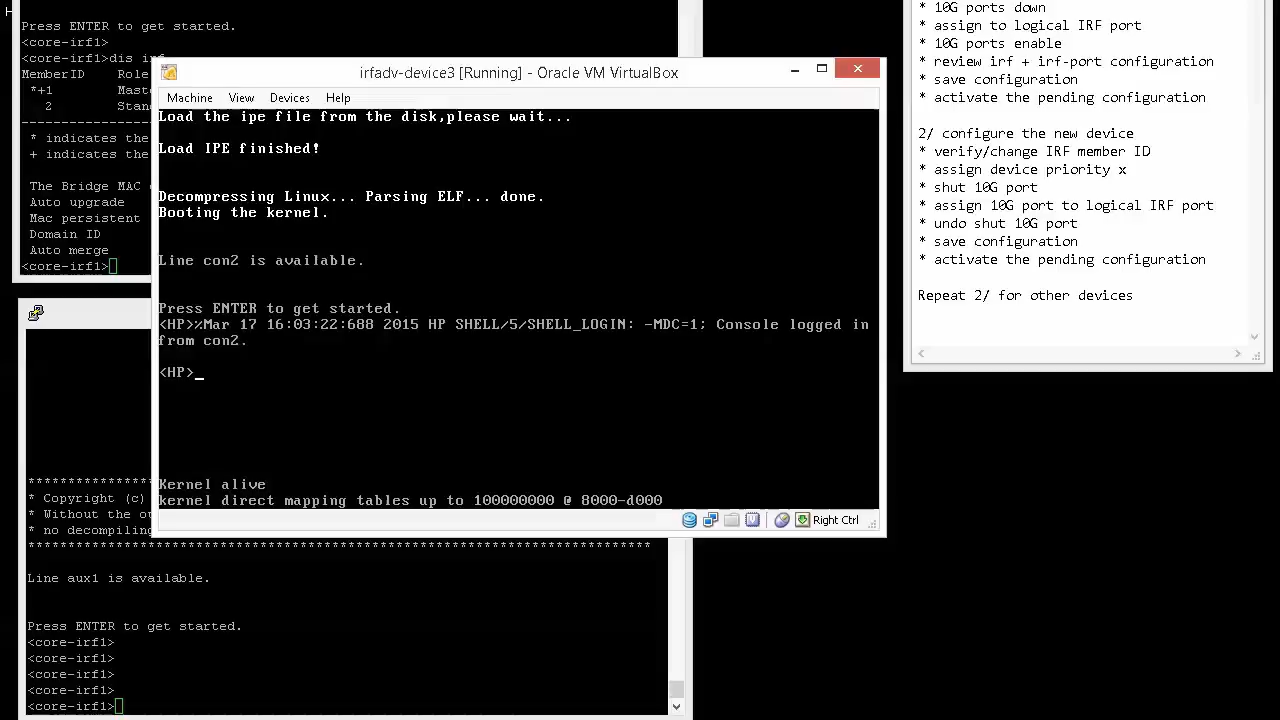 H
Press ENTER to get started.
<core-irf1>
<core-irf1>dis irf
MemberID    Role
*+1     Maste
2     Stand
* indicates the
+ indicates the
The Bridge MAC
Auto upgrade
Mac persistent
Domain ID
Auto merge
<core-irf1>
irfadv-device3 [Running] - Oracle VM VirtualBox
Machine View Devices Help
Load the ipe file from the disk,please wait...
Load IPE finished!
Decompressing Linux... Parsing ELF... done.
Booting the kernel.
Line con2 is available.
Press ENTER to get started.
<HP>%Mar 17 16:03:22:688 2015 HP SHELL/5/SHELL_LOGIN: -MDC=1; Console logged in
from con2.
<HP>_
Kernel alive
kernel direct mapping tables up to 100000000 @ 8000-d000
Right Ctrl
* 10G ports down
* assign to logical IRF port
* 10G ports enable
* review irf + irf-port configuration
* save configuration
* activate the pending configuration
2/ configure the new device
* verify/change IRF member ID
* assign device priority x
* shut 10G port
* assign 10G port to logical IRF port
* undo shut 10G port
* save configuration
* activate the pending configuration
Repeat 2/ for other devices
******************
* Copyright (c)
* Without the ow
* no decompiling
******************************************************************************
Line aux1 is available.
Press ENTER to get started.
<core-irf1>
<core-irf1>
<core-irf1>
<core-irf1>
<core-irf1>